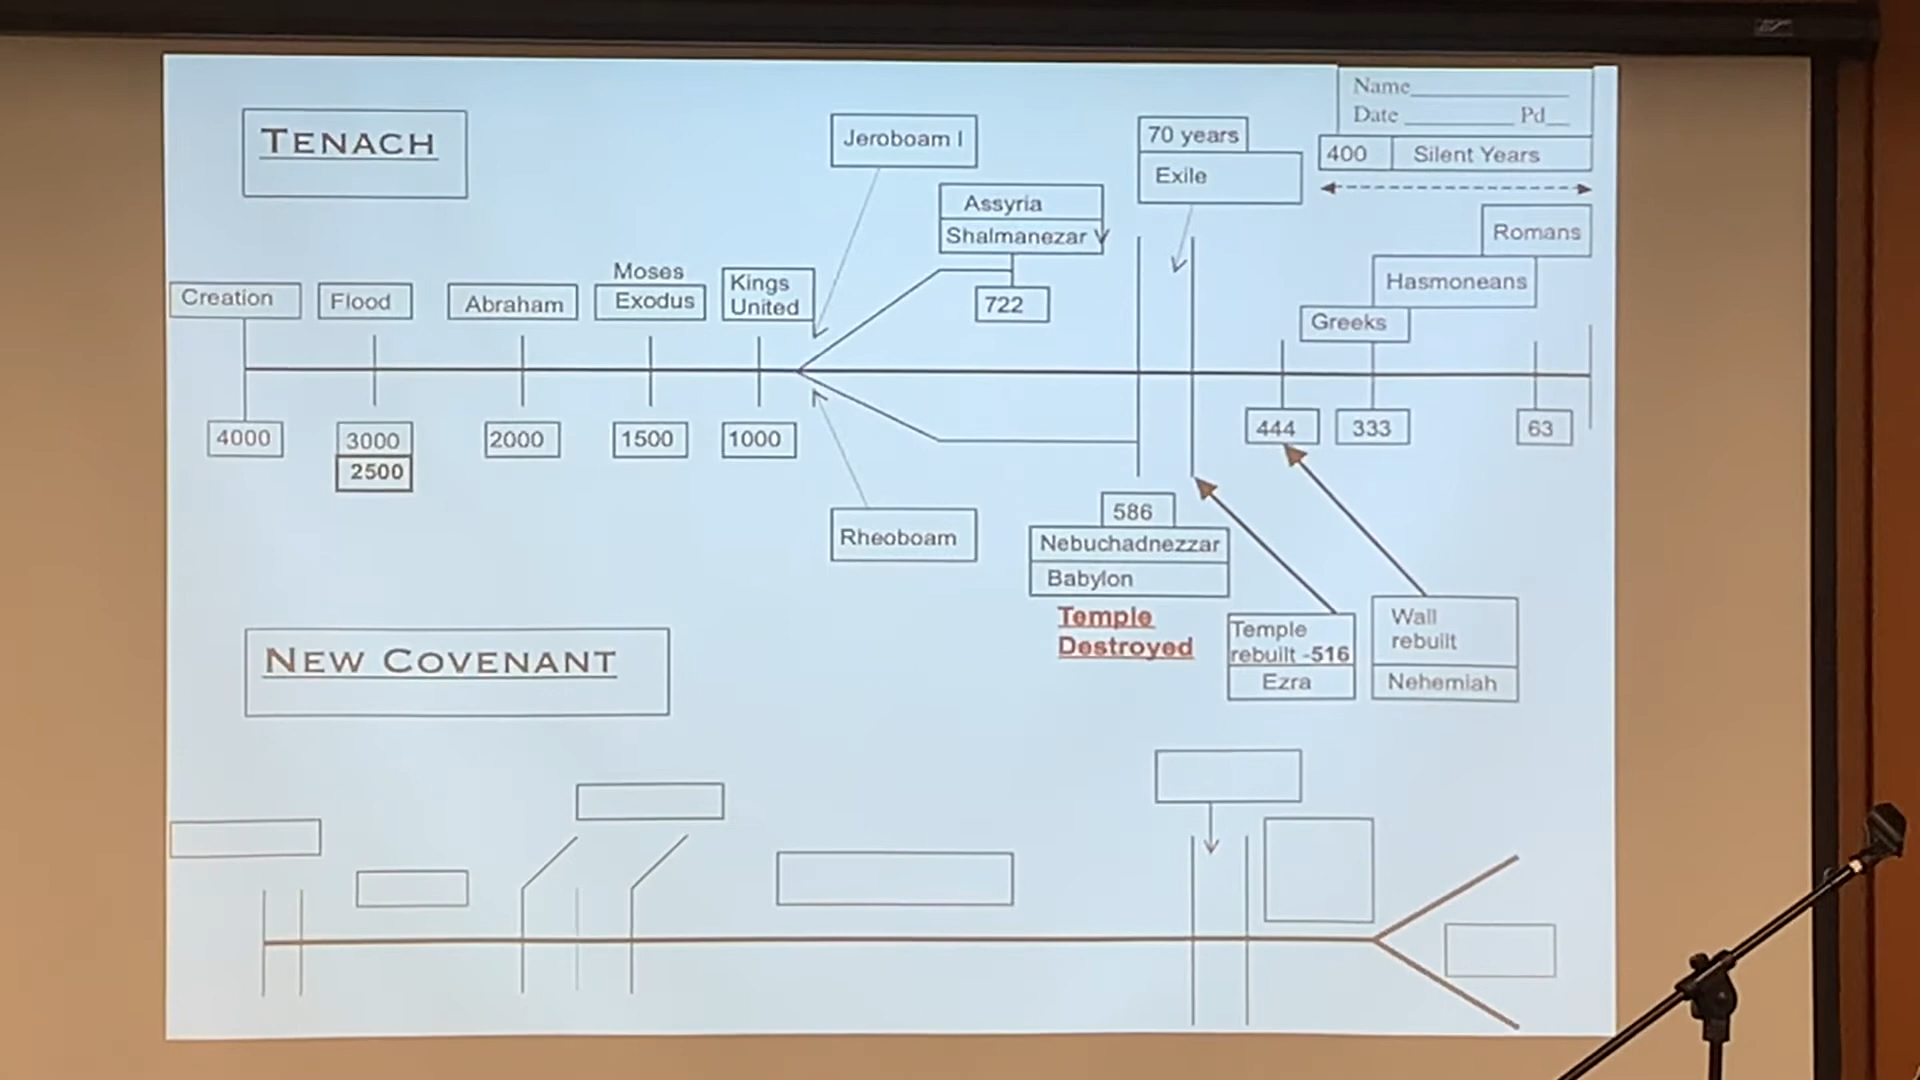 TENACH
Name
Date Pd
400 Silent Years
Jeroboam I
70 years
Exile
Assyria
Shalmanezar V
Romans
Hasmoneans
Greeks
Creation
Flood
Abraham
Moses
Exodus
Kings
United
722
4000
3000
2500
2000
1500
1000
444
333
63
Rheoboam
586
Nebuchadnezzar
Babylon
Temple
Destroyed
Temple
rebuilt -516
Ezra
Wall
rebuilt
Nehemiah
NEW COVENANT